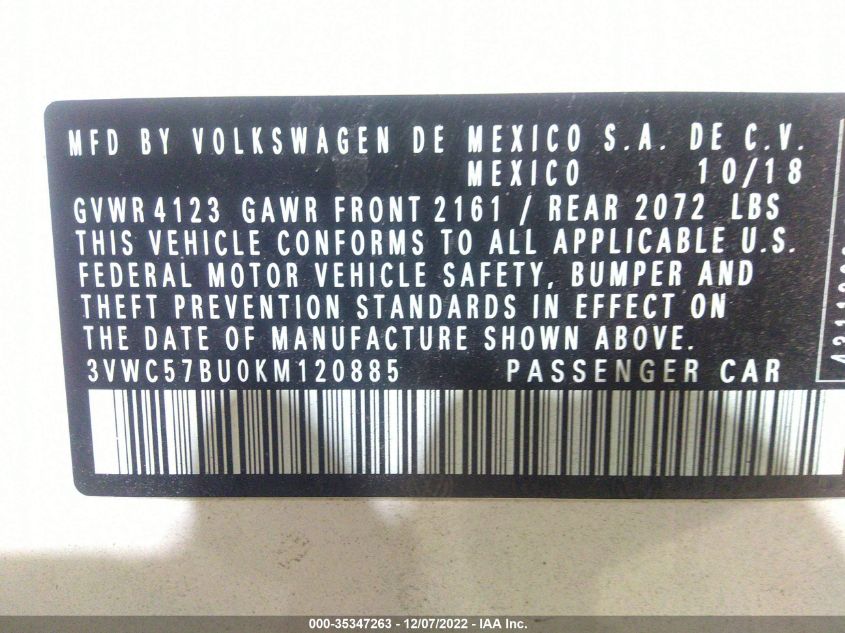 MFD BY VOLKSWAGEN DE MEXICO S.A. DE C.V.
MEXICO 10/18
GVWR 4123 GAWR FRONT 2161 / REAR 2072 LBS
THIS VEHICLE CONFORMS TO ALL APPLICABLE U.S.
FEDERAL MOTOR VEHICLE SAFETY, BUMPER AND
THEFT PREVENTION STANDARDS IN EFFECT ON
THE DATE OF MANUFACTURE SHOWN ABOVE.
3VWC57BU0KM120885 PASSENGER CAR
000-35347263 - 12/07/2022 - IAA Inc.